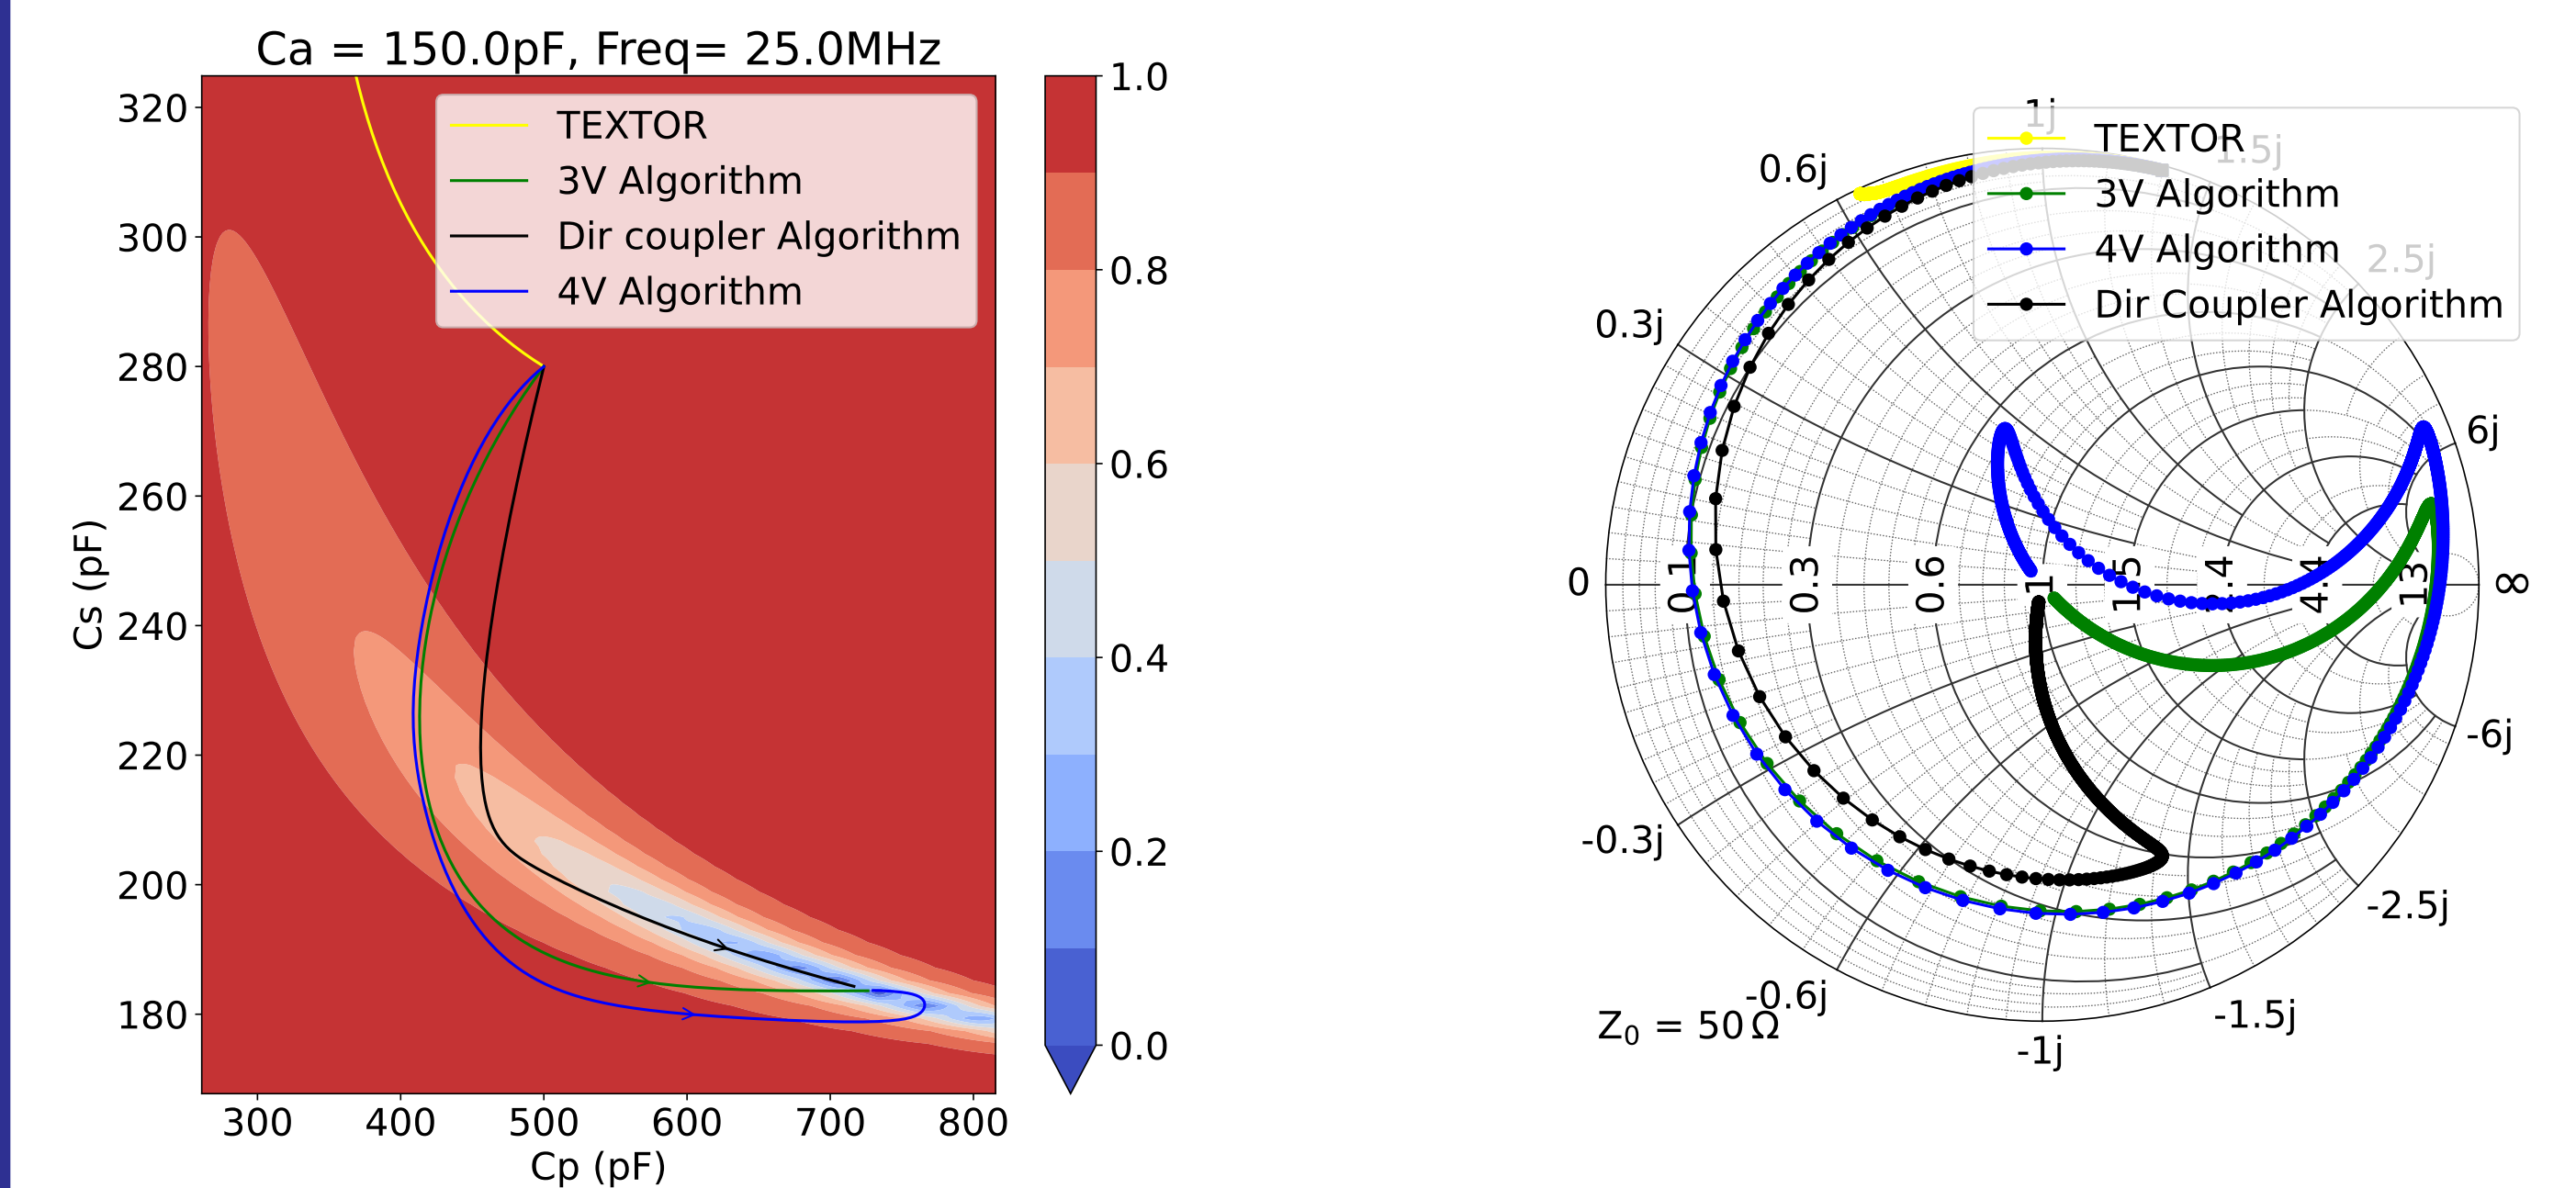 Ca = 150.0pF, Freq= 25.0MHz
TEXTOR
3V Algorithm
Dir coupler Algorithm
4V Algorithm
Cs (pF)
320
300
280
260
240
220
200
180
300 400 500 600 700 800
Cp (pF)
1.0
0.8
0.6
0.4
0.2
0.0
TEXTOR
3V Algorithm
4V Algorithm
Dir Coupler Algorithm
1j
1.5j
2.5j
6j
∞
-6j
-2.5j
-1.5j
-1j
-0.6j
-0.3j
0
0.3j
0.6j
0.1
0.3
0.6
1
1.5
4.4
13
Z₀ = 50 Ω